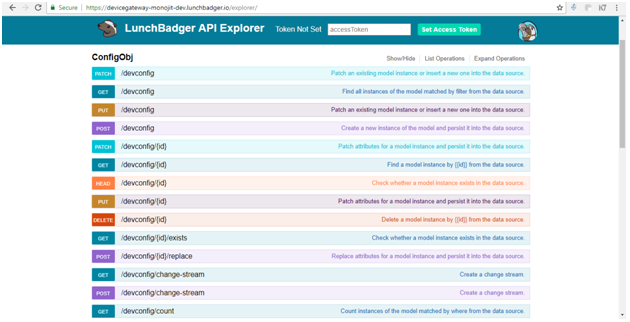 Secure https://devicegateway-monojit-dev.lunchbadger.io/explorer/
LunchBadger API Explorer Token Not Set accessToken Set Access Token
ConfigObj Show/Hide List Operations Expand Operations
PATCH /devconfig Patch an existing model instance or insert a new one into the data source.
GET /devconfig Find all instances of the model matched by filter from the data source.
PUT /devconfig Patch an existing model instance or insert a new one into the data source.
POST /devconfig Create a new instance of the model and persist it into the data source.
PATCH /devconfig/{id} Patch attributes for a model instance and persist it into the data source.
GET /devconfig/{id} Find a model instance by {{id}} from the data source.
HEAD /devconfig/{id} Check whether a model instance exists in the data source.
PUT /devconfig/{id} Patch attributes for a model instance and persist it into the data source.
DELETE /devconfig/{id} Delete a model instance by {{id}} from the data source.
GET /devconfig/{id}/exists Check whether a model instance exists in the data source.
POST /devconfig/{id}/replace Replace attributes for a model instance and persist it into the data source.
GET /devconfig/change-stream Create a change stream.
POST /devconfig/change-stream Create a change stream.
GET /devconfig/count Count instances of the model matched by where from the data source.